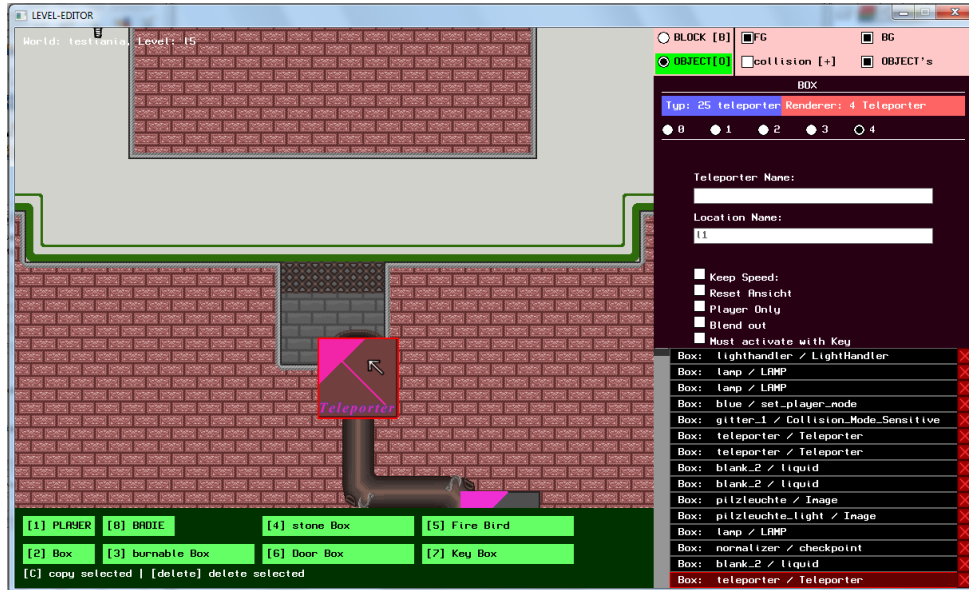 LEVEL-EDITOR
World: testtania, Level: l5
BLOCK [B]
FG
BG
OBJECT[O]
collision [+]
OBJECT's
BOX
Typ: 25 teleporter
Renderer: 4 Teleporter
0
1
2
3
4
Teleporter Name:
Location Name:
l1
Keep Speed:
Reset Ansicht
Player Only
Blend out
Must activate with Key
Box: lighthandler / LightHandler
Box: lamp / LAMP
Box: lamp / LAMP
Box: blue / set_player_mode
Box: gitter_1 / Collision_Mode_Sensitive
Box: teleporter / Teleporter
Box: teleporter / Teleporter
Box: blank_2 / liquid
Box: blank_2 / liquid
Box: pilzleuchte / Image
Box: pilzleuchte_light / Image
Box: lamp / LAMP
Box: normalizer / checkpoint
Box: blank_2 / liquid
Box: teleporter / Teleporter
Teleporter
[1] PLAYER
[8] BADIE
[4] stone Box
[5] Fire Bird
[2] Box
[3] burnable Box
[6] Door Box
[7] Key Box
[C] copy selected | [delete] delete selected